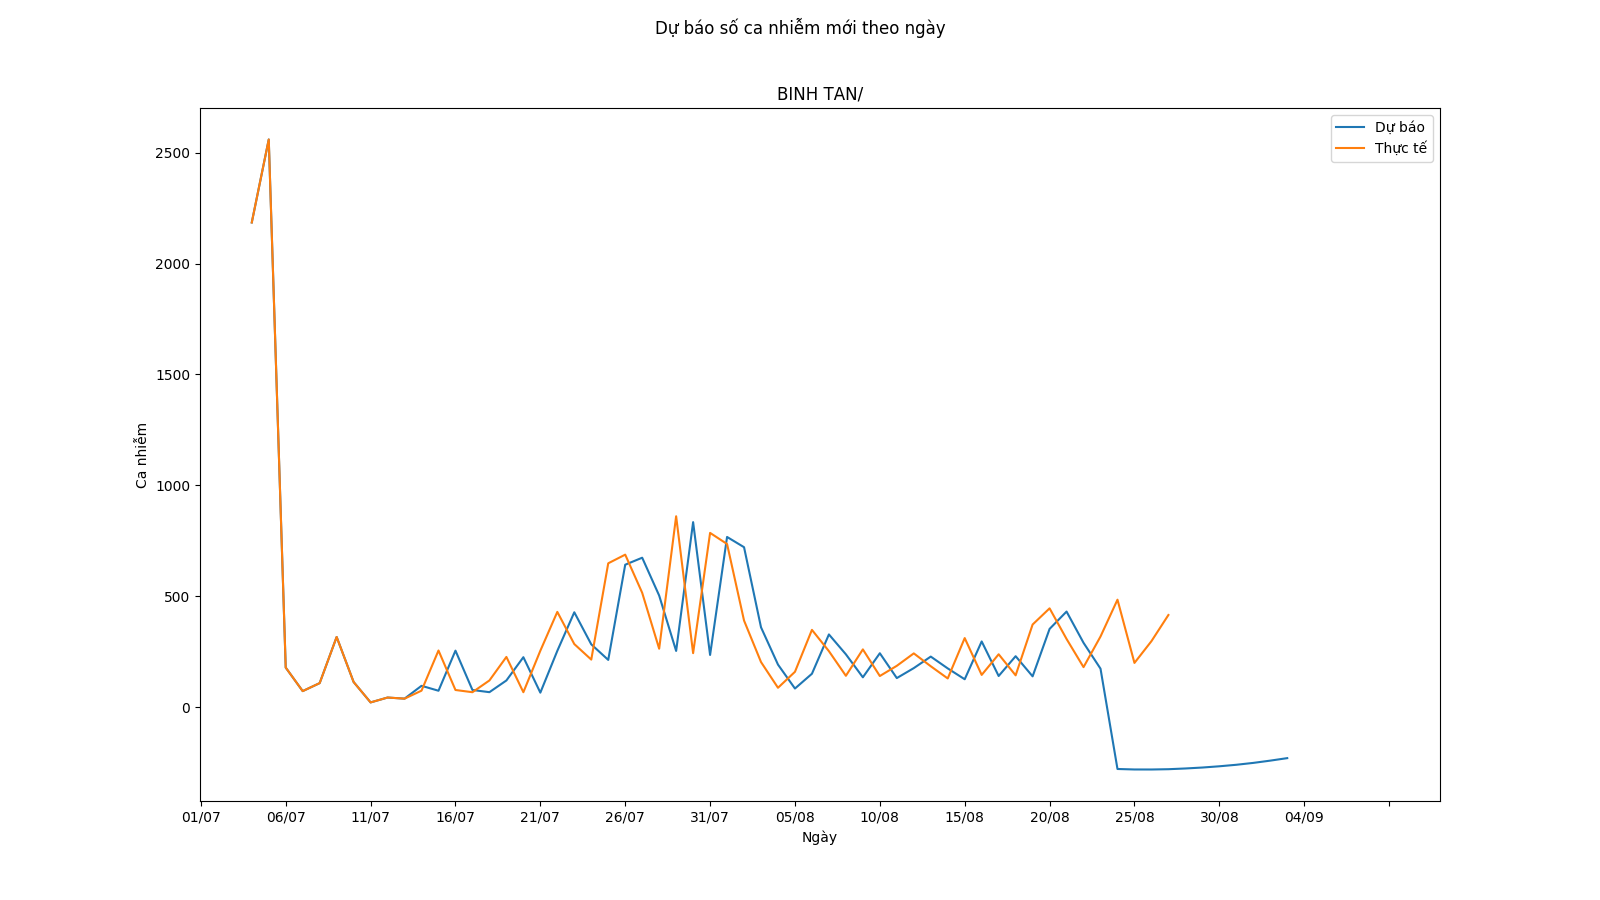 Dự báo số ca nhiễm mới theo ngày
BINH TAN/
Dự báo
Thực tế
Ca nhiễm
2500
2000
1500
1000
500
0
01/07 06/07 11/07 16/07 21/07 26/07 31/07 05/08 10/08 15/08 20/08 25/08 30/08 04/09
Ngày